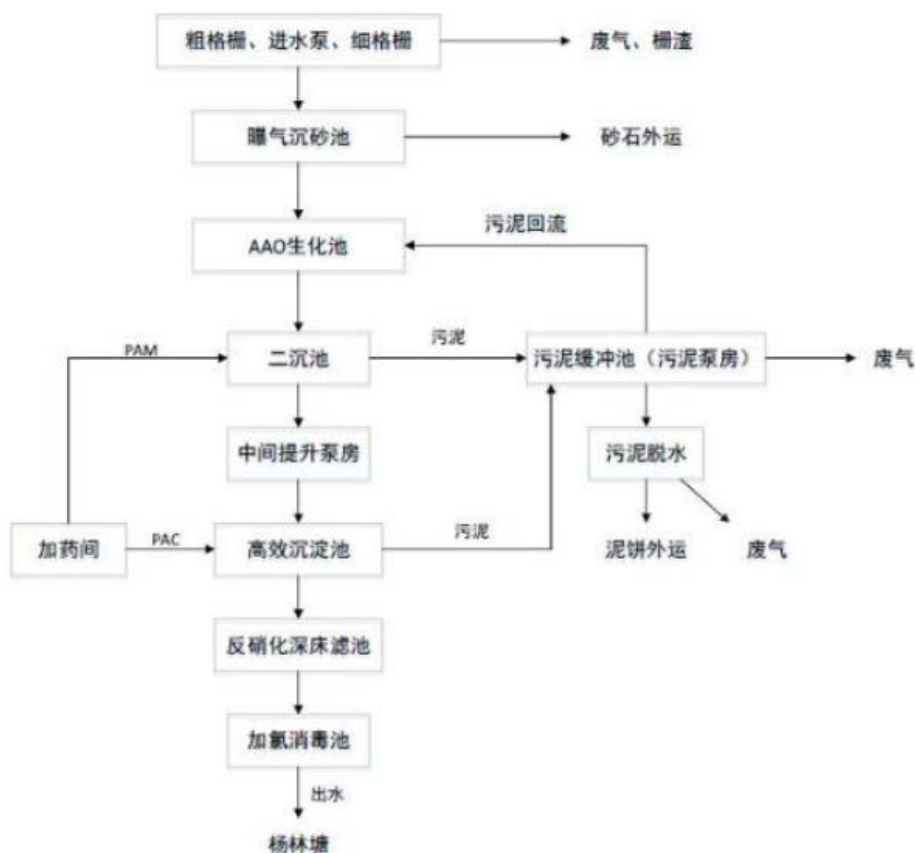 粗格栅、进水泵、细格栅
废气、栅渣
曝气沉砂池
砂石外运
污泥回流
AAO生化池
PAM
二沉池
污泥
污泥缓冲池（污泥泵房）
废气
中间提升泵房
污泥脱水
加药间
PAC
高效沉淀池
污泥
泥饼外运
废气
反硝化深床滤池
加氯消毒池
出水
杨林塘